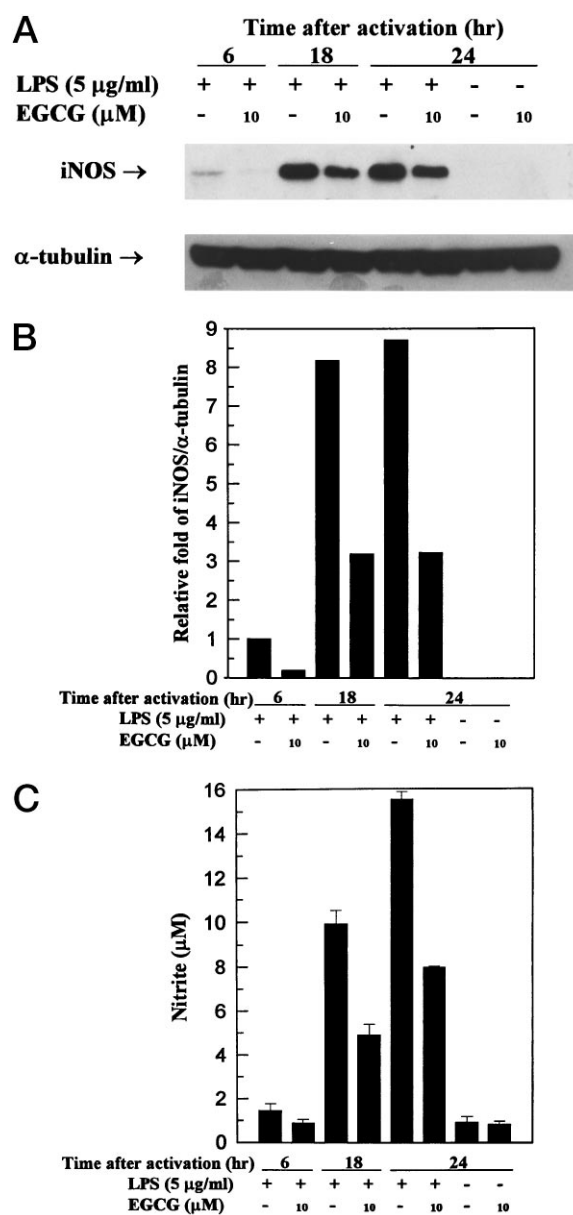 A
Time after activation (hr)
6 18 24
LPS (5 μg/ml) + + + + + + - -
EGCG (μM) - 10 - 10 - 10 - 10
iNOS →
α-tubulin →
B
9
8
7
6
5
4
3
2
1
0
Relative fold of iNOS/α-tubulin
Time after activation (hr) 6 18 24
LPS (5 μg/ml) + + + + + + - -
EGCG (μM) - 10 - 10 - 10 - 10
C
16
14
12
10
8
6
4
2
0
Nitrite (μM)
Time after activation (hr) 6 18 24
LPS (5 μg/ml) + + + + + + - -
EGCG (μM) - 10 - 10 - 10 - 10